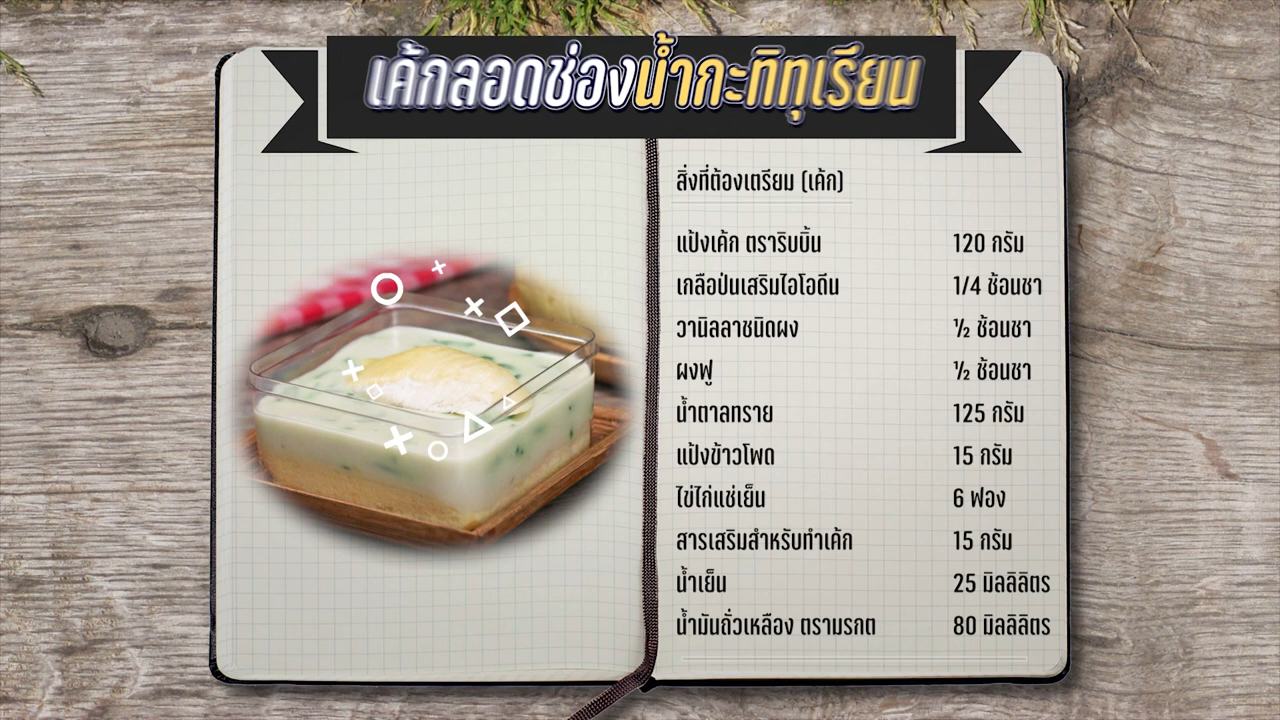 เค้กลอดช่องน้ำกะทิทุเรียน
สิ่งที่ต้องเตรียม (เค้ก)
แป้งเค้ก ตราริบบิ้น 120 กรัม
เกลือป่นเสริมไอโอดีน 1/4 ช้อนชา
วานิลลาชนิดผง ½ ช้อนชา
ผงฟู ½ ช้อนชา
น้ำตาลทราย 125 กรัม
แป้งข้าวโพด 15 กรัม
ไข่ไก่แช่เย็น 6 ฟอง
สารเสริมสำหรับทำเค้ก 15 กรัม
น้ำเย็น 25 มิลลิลิตร
น้ำมันถั่วเหลือง ตรามรกต 80 มิลลิลิตร